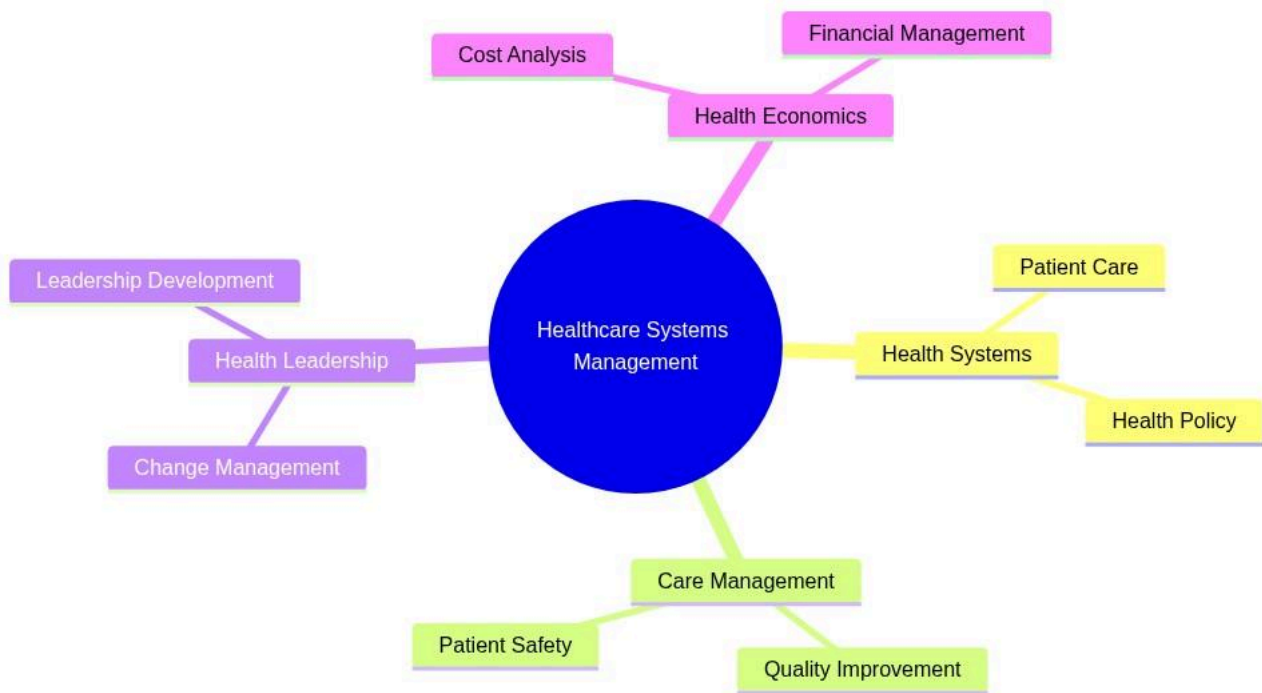 Financial Management
Cost Analysis
Health Economics
Patient Care
Leadership Development
Healthcare Systems
Management
Health Systems
Health Leadership
Health Policy
Change Management
Care Management
Patient Safety
Quality Improvement